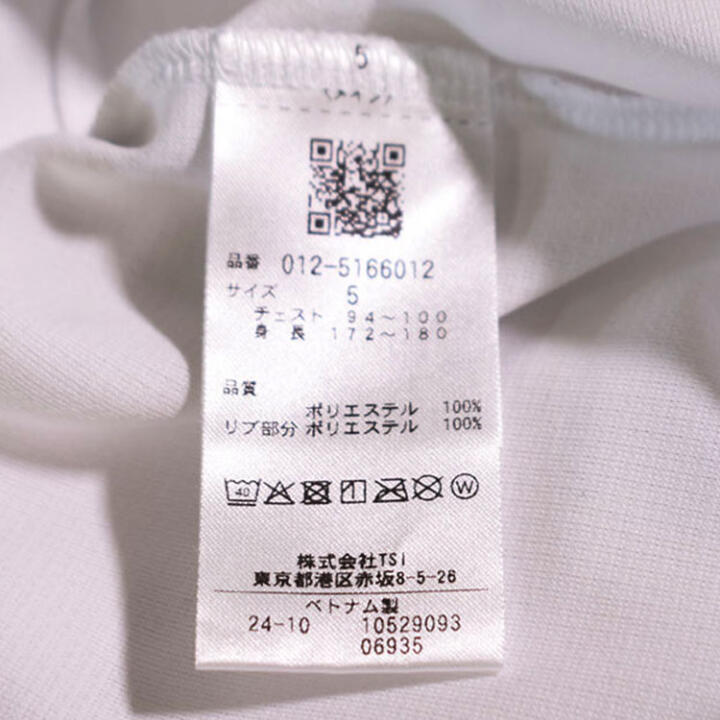 5
品番 012-5166012
サイズ 5
チェスト 94～100
身長 172～180
品質
ポリエステル 100%
リブ部分 ポリエステル 100%
40
W
株式会社TSI
東京都港区赤坂8-5-26
ベトナム製
24-10 10529093
06935